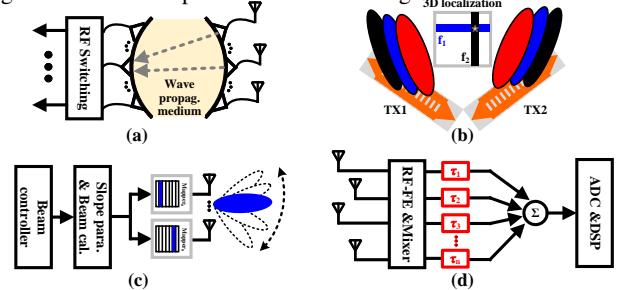 3D localization
RF Switching
Wave
propag.
medium
(a)
f1
f2
TX1
TX2
(b)
Beam
controller
Slope para.
& Beam cal.
(c)
RF-FE &Mixer
τ1
τ2
τ3
τn
Σ
ADC &DSP
(d)